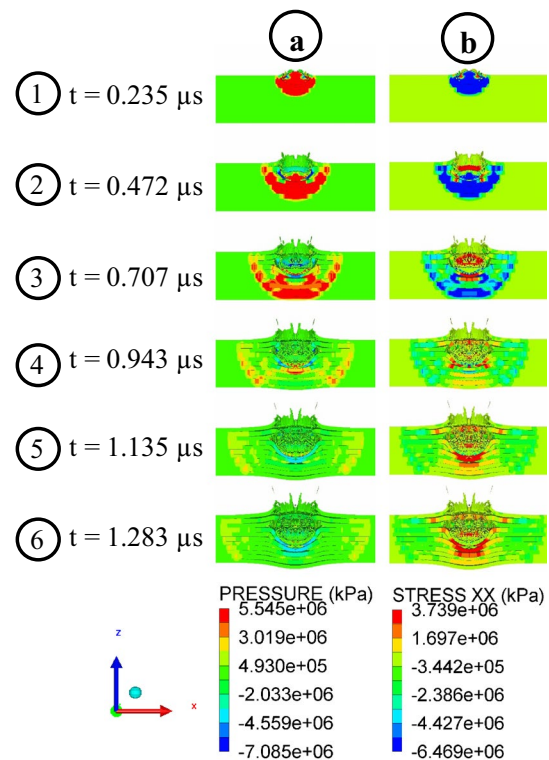 a b
1 t = 0.235 µs
2 t = 0.472 µs
3 t = 0.707 µs
4 t = 0.943 µs
5 t = 1.135 µs
6 t = 1.283 µs
PRESSURE (kPa) STRESS XX (kPa)
5.545e+06 3.739e+06
3.019e+06 1.697e+06
4.930e+05 -3.442e+05
-2.033e+06 -2.386e+06
-4.559e+06 -4.427e+06
-7.085e+06 -6.469e+06
z
x